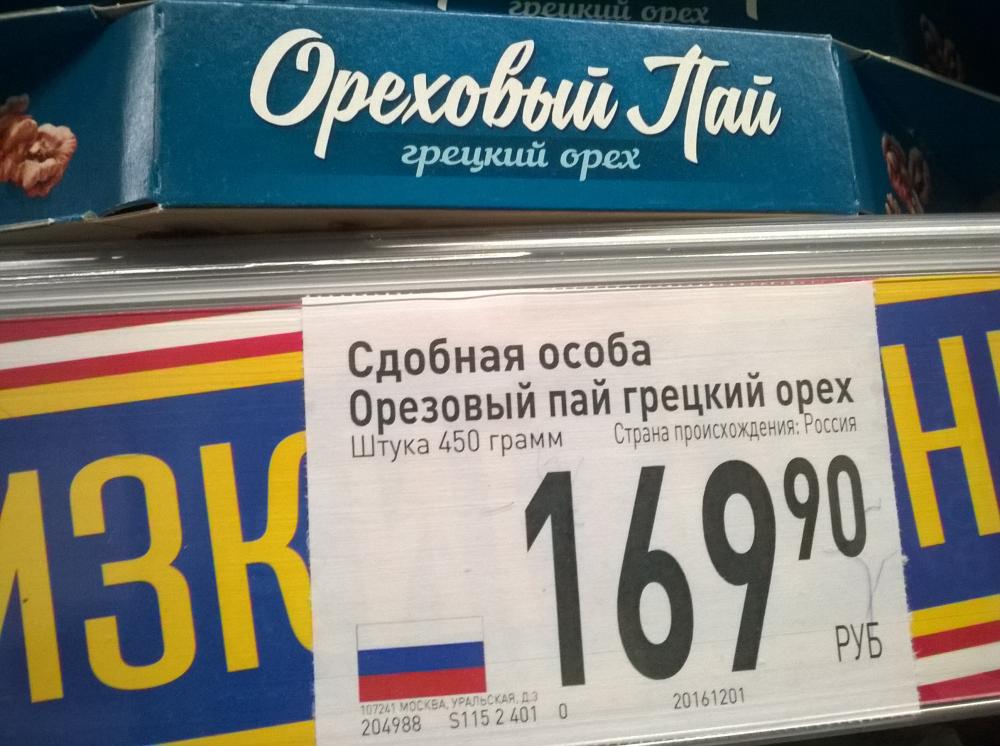 грецкий орех
Ореховый Пай
грецкий орех
Сдобная особа
Орезовый пай грецкий орех
Штука 450 грамм Страна происхождения: Россия
169 90
РУБ
ИЗК
Н
107241 МОСКВА, УРАЛЬСКАЯ, Д.3
204988 S115 2 401 0 20161201